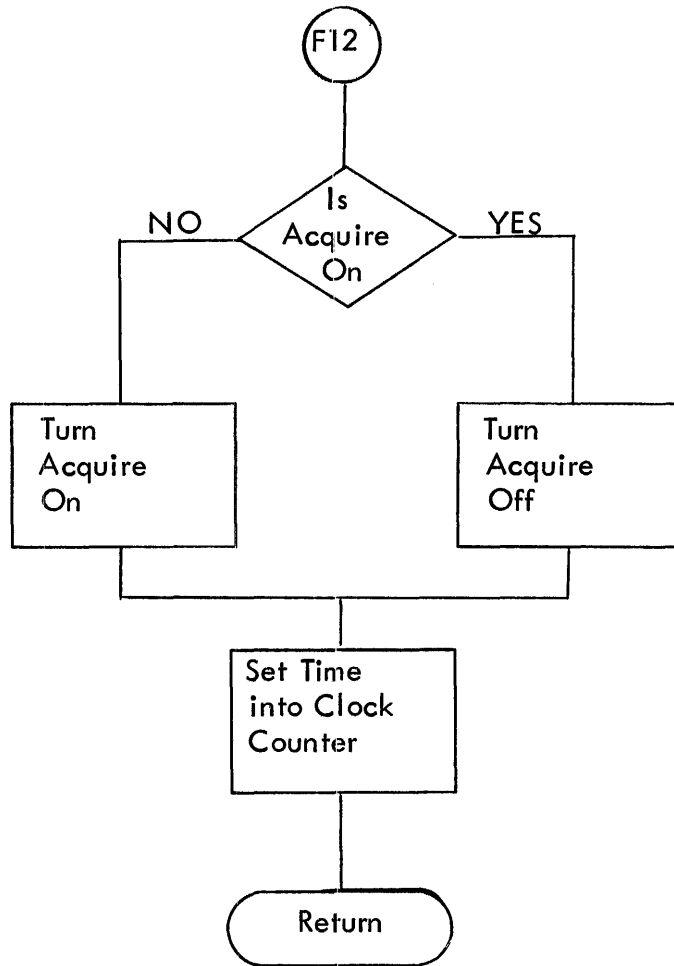 F12
Is
Acquire
On
NO
YES
Turn
Acquire
On
Turn
Acquire
Off
Set Time
into Clock
Counter
Return